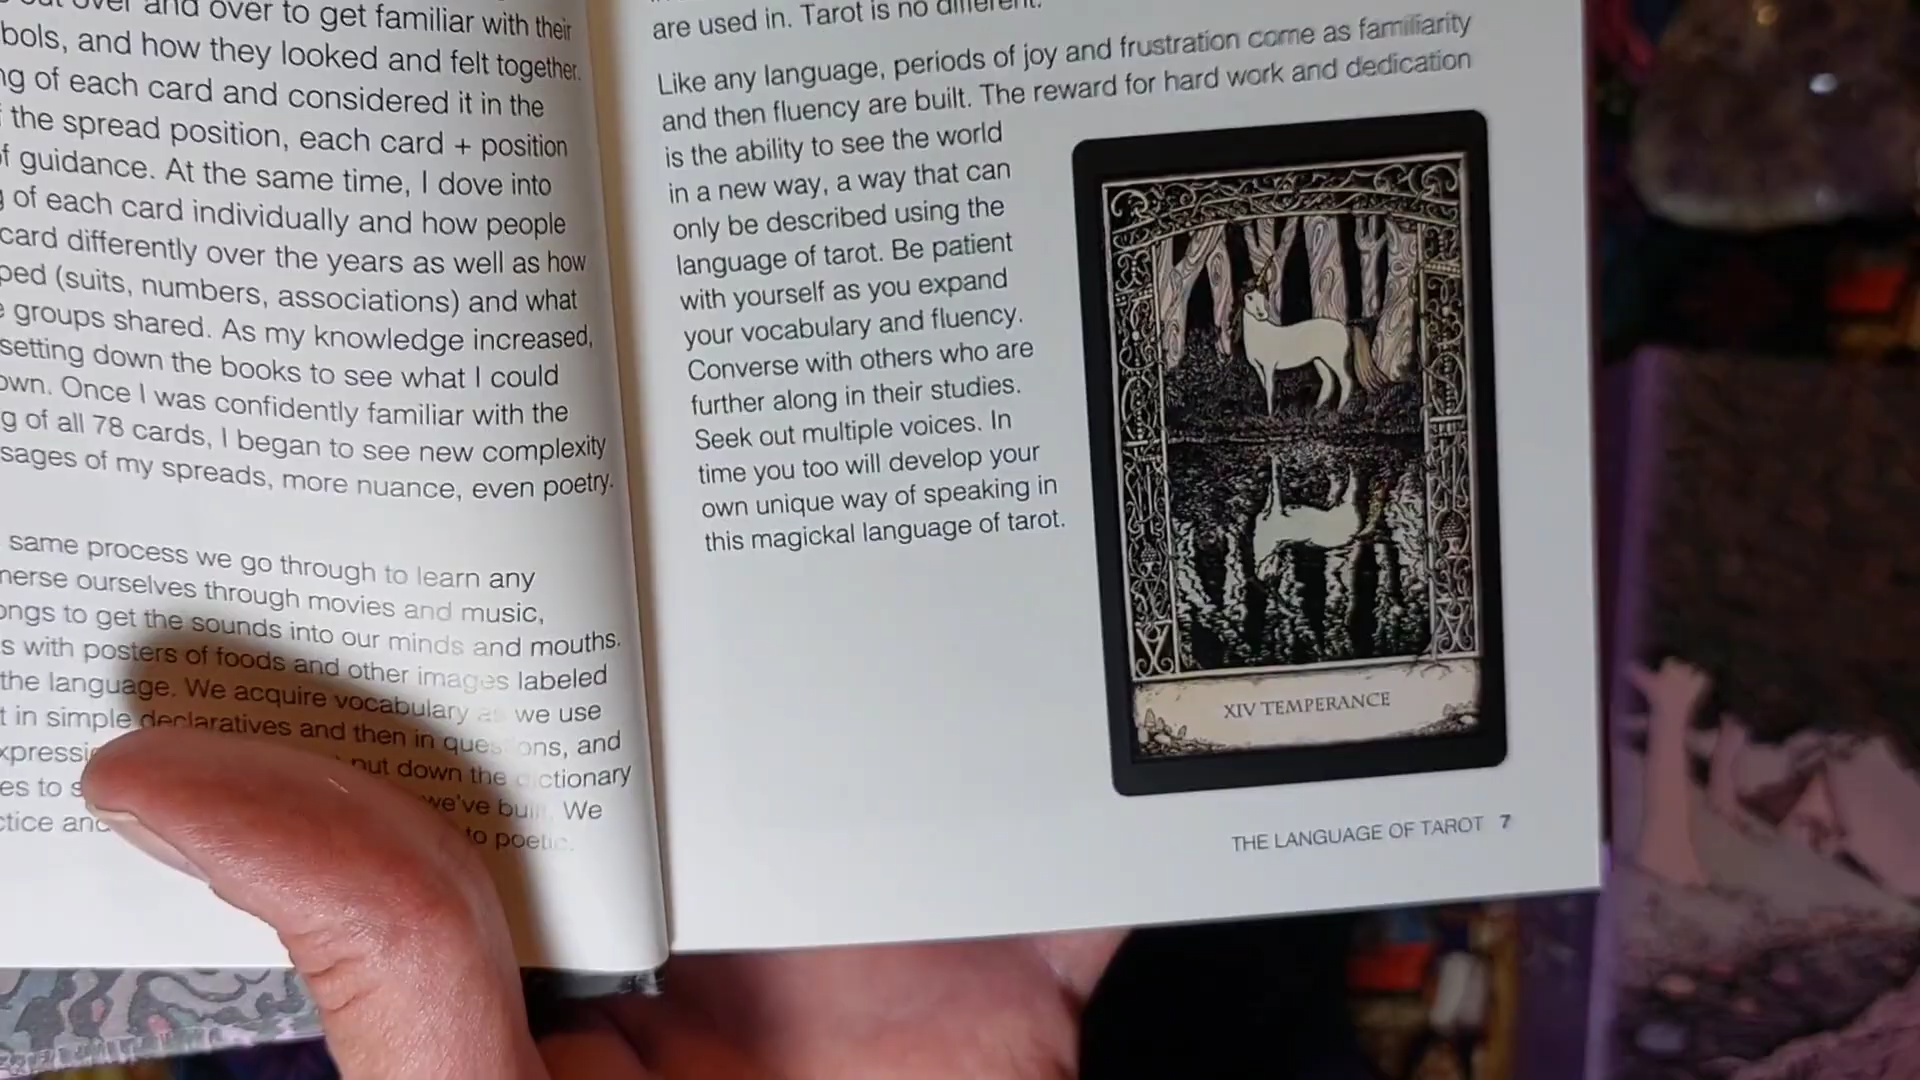 over and over to get familiar with their
and how they looked and felt together.
of each card and considered it in the
the spread position, each card + position
guidance. At the same time, I dove into
of each card individually and how people
card differently over the years as well as how
(suits, numbers, associations) and what
groups shared. As my knowledge increased,
setting down the books to see what I could
Once I was confidently familiar with the
of all 78 cards, I began to see new complexity
of my spreads, more nuance, even poetry.
same process we go through to learn any
ourselves through movies and music,
to get the sounds into our minds and mouths.
with posters of foods and other images labeled
the language. We acquire vocabulary as we use
in simple declaratives and then in questions, and
put down the dictionary
es to we've built. We
and to poetic.
are used in. Tarot is no different.
Like any language, periods of joy and frustration come as familiarity
and then fluency are built. The reward for hard work and dedication
is the ability to see the world
in a new way, a way that can
only be described using the
language of tarot. Be patient
with yourself as you expand
your vocabulary and fluency.
Converse with others who are
further along in their studies.
Seek out multiple voices. In
time you too will develop your
own unique way of speaking in
this magickal language of tarot.
XIV TEMPERANCE
THE LANGUAGE OF TAROT 7